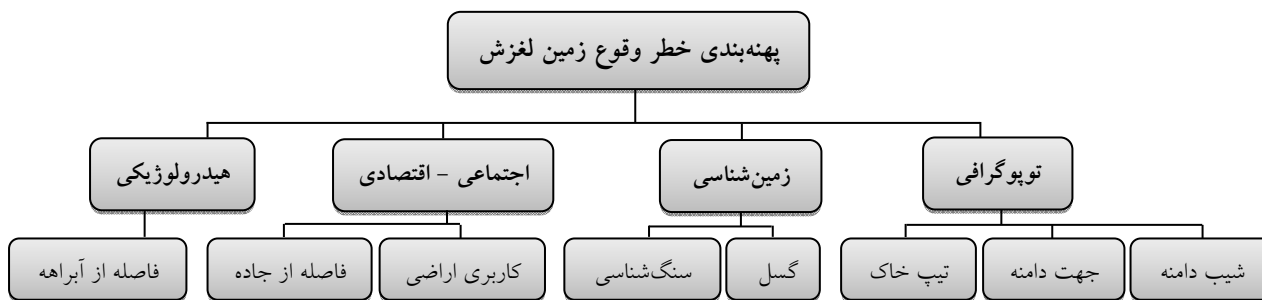 پهنه‌بندی خطر وقوع زمین لغزش
توپوگرافی
زمین‌شناسی
اجتماعی – اقتصادی
هیدرولوژیکی
شیب دامنه
جهت دامنه
تیپ خاک
گسل
سنگ‌شناسی
کاربری اراضی
فاصله از جاده
فاصله از آبراهه